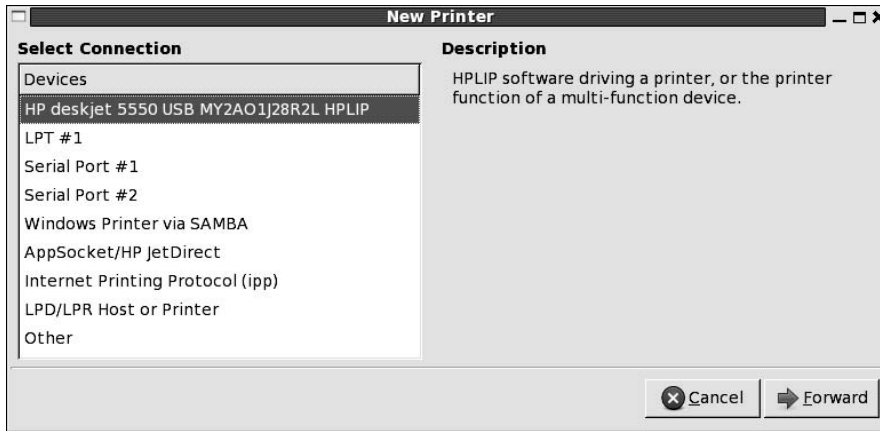 New Printer
Select Connection
Devices
HP deskjet 5550 USB MY2AO1J28R2L HPLIP
LPT #1
Serial Port #1
Serial Port #2
Windows Printer via SAMBA
AppSocket/HP JetDirect
Internet Printing Protocol (ipp)
LPD/LPR Host or Printer
Other
Description
HPLIP software driving a printer, or the printer
function of a multi-function device.
Cancel
Forward